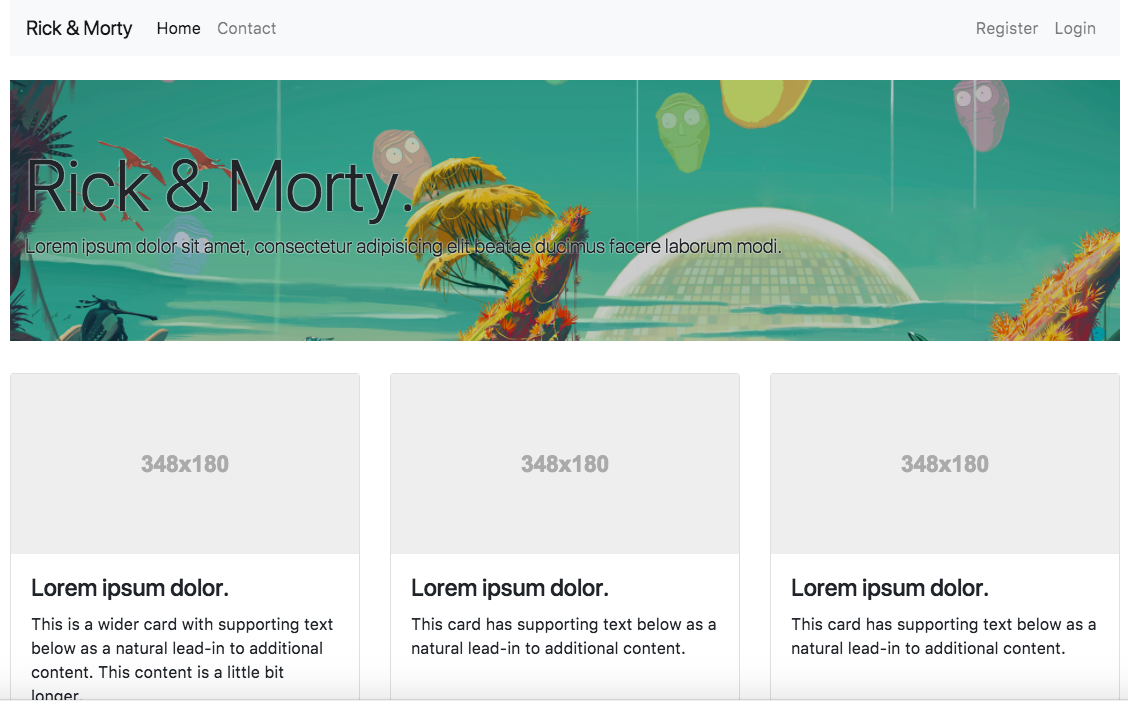 Rick & Morty Home Contact Register Login
Rick & Morty.
Lorem ipsum dolor sit amet, consectetur adipisicing elit beatae ducimus facere laborum modi.
348x180
348x180
348x180
Lorem ipsum dolor.
This is a wider card with supporting text
below as a natural lead-in to additional
content. This content is a little bit
longer.
Lorem ipsum dolor.
This card has supporting text below as a
natural lead-in to additional content.
Lorem ipsum dolor.
This card has supporting text below as a
natural lead-in to additional content.